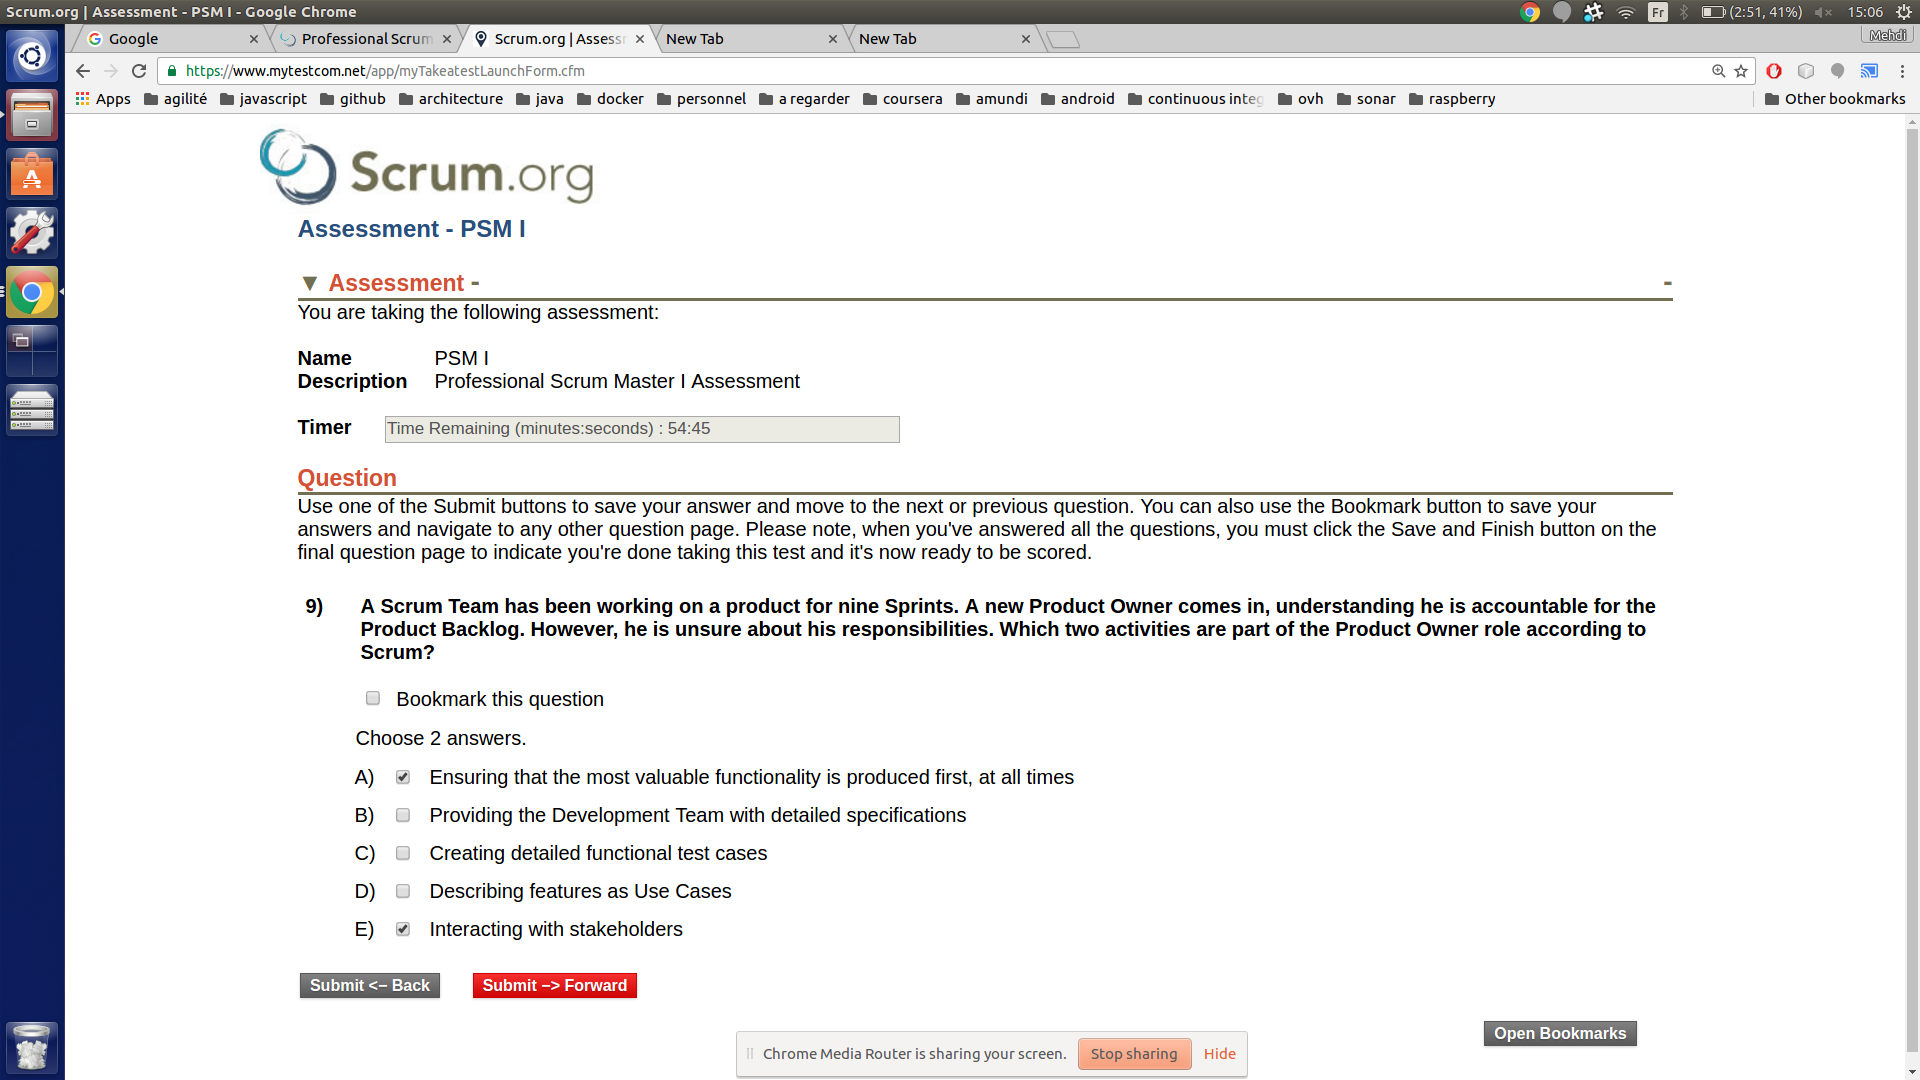 Scrum.org | Assessment - PSM I - Google Chrome
Fr
(2:51, 41%)
15:06
Google
Professional Scrum
Scrum.org | Assess
New Tab
New Tab
Mehdi
https://www.mytestcom.net/app/myTakeatestLaunchForm.cfm
Apps agilité javascript github architecture java docker personnel a regarder coursera amundi android continuous integ ovh sonar raspberry Other bookmarks
Scrum.org
Assessment - PSM I
▼ Assessment - -
You are taking the following assessment:
Name PSM I
Description Professional Scrum Master I Assessment
Timer Time Remaining (minutes:seconds) : 54:45
Question
Use one of the Submit buttons to save your answer and move to the next or previous question. You can also use the Bookmark button to save your
answers and navigate to any other question page. Please note, when you've answered all the questions, you must click the Save and Finish button on the
final question page to indicate you're done taking this test and it's now ready to be scored.
9) A Scrum Team has been working on a product for nine Sprints. A new Product Owner comes in, understanding he is accountable for the
Product Backlog. However, he is unsure about his responsibilities. Which two activities are part of the Product Owner role according to
Scrum?
Bookmark this question
Choose 2 answers.
A) Ensuring that the most valuable functionality is produced first, at all times
B) Providing the Development Team with detailed specifications
C) Creating detailed functional test cases
D) Describing features as Use Cases
E) Interacting with stakeholders
Submit <– Back Submit –> Forward
Open Bookmarks
Chrome Media Router is sharing your screen. Stop sharing Hide